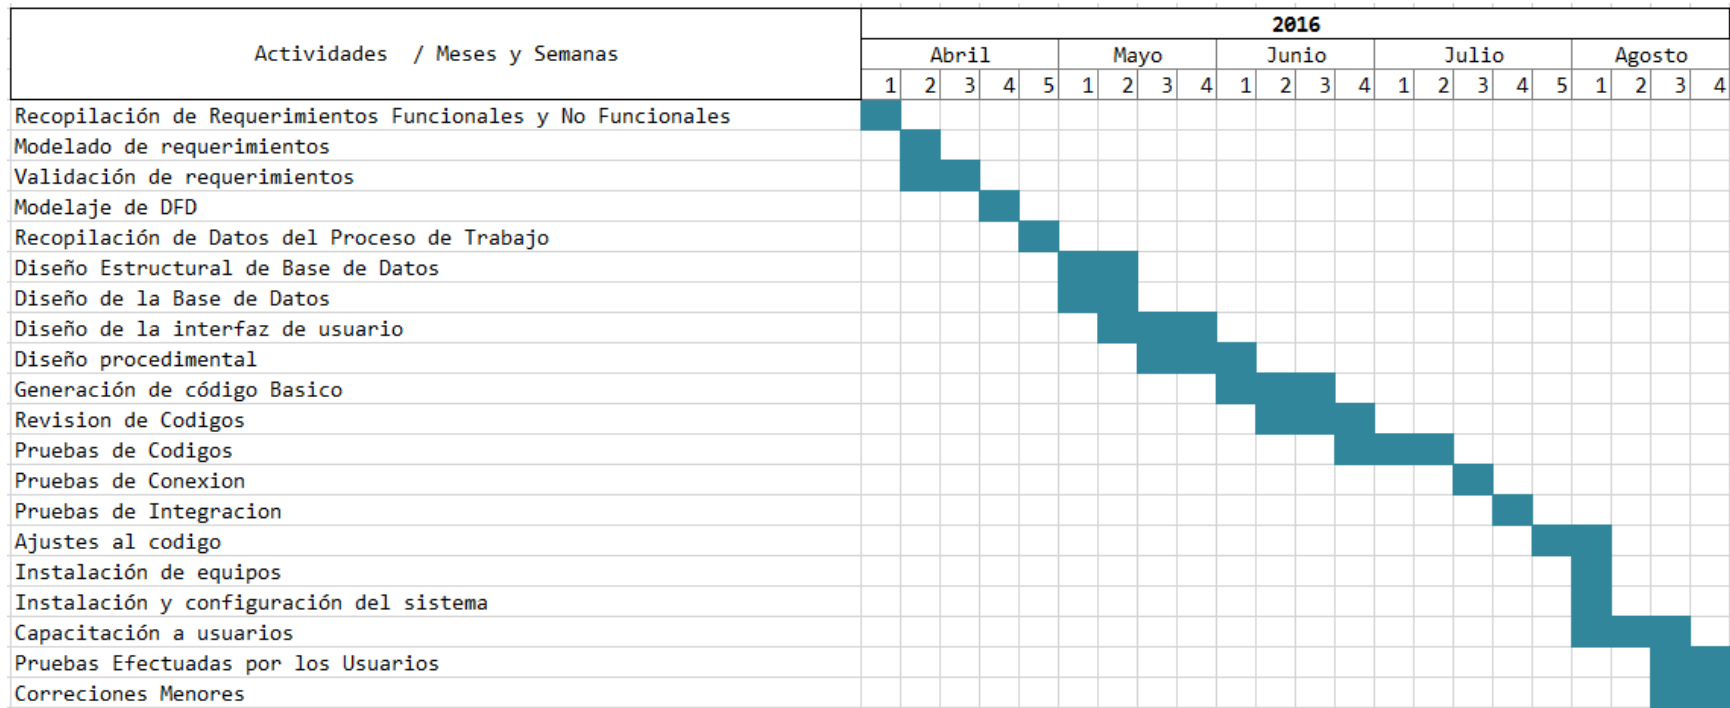 2016
Actividades / Meses y Semanas
Abril Mayo Junio Julio Agosto
1 2 3 4 5 1 2 3 4 1 2 3 4 1 2 3 4 5 1 2 3 4
Recopilación de Requerimientos Funcionales y No Funcionales
Modelado de requerimientos
Validación de requerimientos
Modelaje de DFD
Recopilación de Datos del Proceso de Trabajo
Diseño Estructural de Base de Datos
Diseño de la Base de Datos
Diseño de la interfaz de usuario
Diseño procedimental
Generación de código Basico
Revision de Codigos
Pruebas de Codigos
Pruebas de Conexion
Pruebas de Integracion
Ajustes al codigo
Instalación de equipos
Instalación y configuración del sistema
Capacitación a usuarios
Pruebas Efectuadas por los Usuarios
Correciones Menores